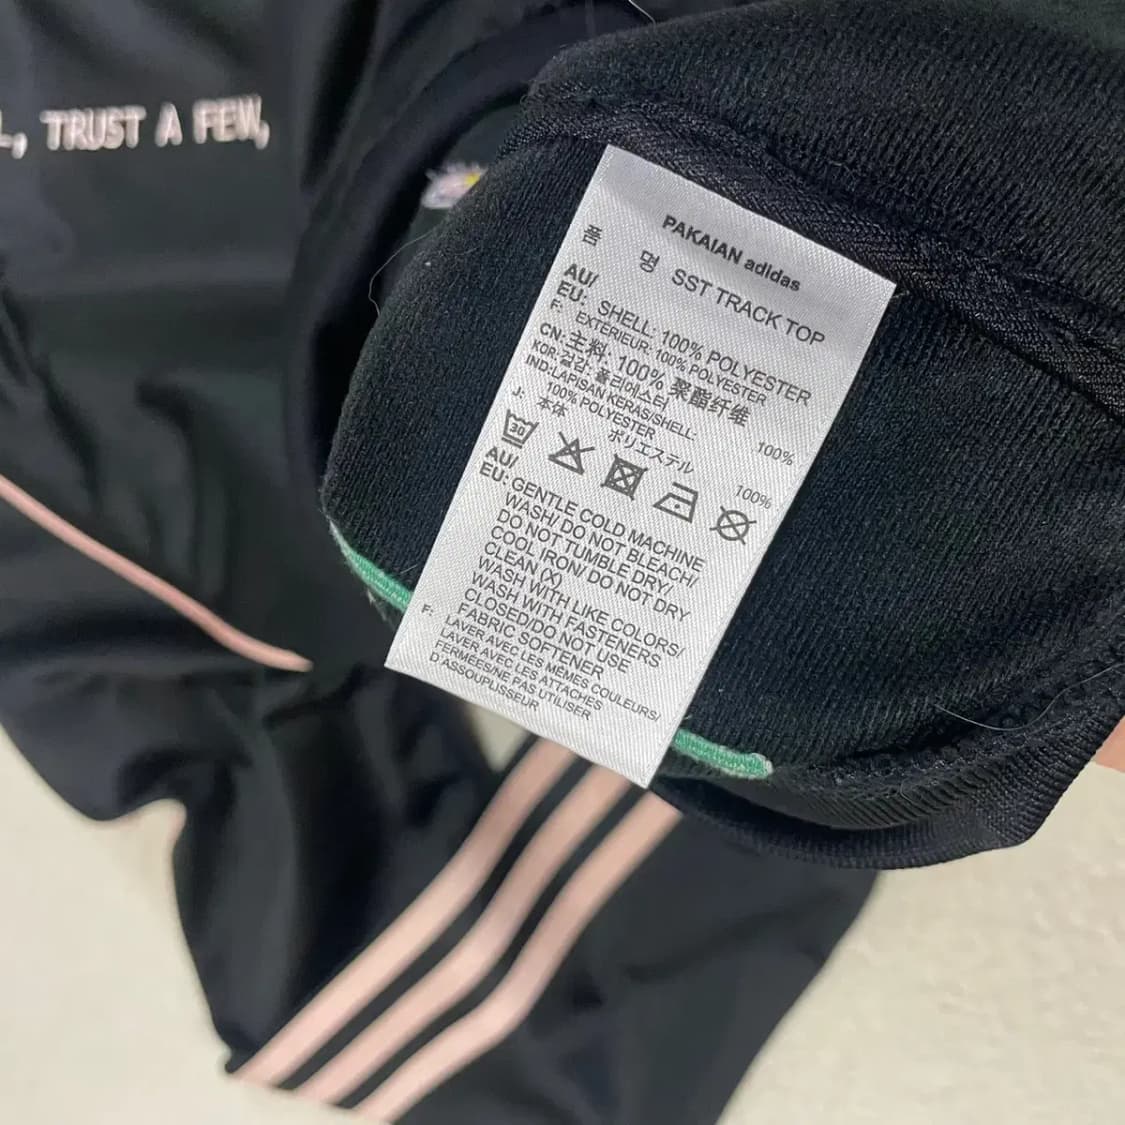 L, TRUST A FEW,
PAKAIAN adidas
품 명 SST TRACK TOP
AU/
EU: SHELL: 100% POLYESTER
F: EXTERIEUR: 100% POLYESTER
CN: 主料: 100% 聚酯纤维
KOR: 겉감: 폴리에스터 100%
IND: LAPISAN KERAS/SHELL:
100% POLYESTER
J: 本体 ポリエステル 100%
30
AU/
EU: GENTLE COLD MACHINE
WASH/ DO NOT BLEACH/
DO NOT TUMBLE DRY/
COOL IRON/ DO NOT DRY
CLEAN (X)
WASH WITH LIKE COLORS/
WASH WITH FASTENERS
CLOSED/DO NOT USE
FABRIC SOFTENER
F: LAVER AVEC LES MÊMES COULEURS/
LAVER AVEC LES ATTACHES
FERMÉES/NE PAS UTILISER
D'ASSOUPLISSEUR